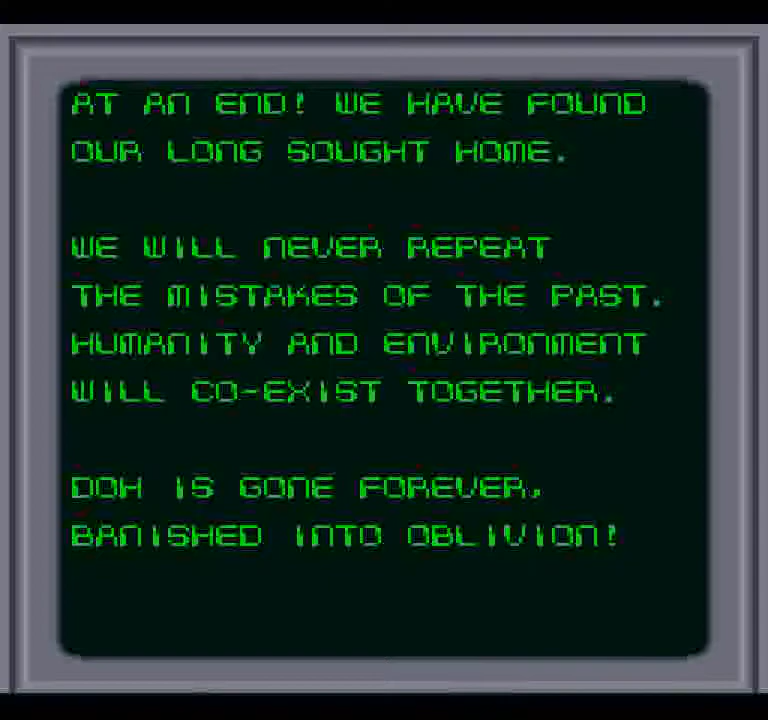 AT AN END! WE HAVE FOUND
OUR LONG SOUGHT HOME.
WE WILL NEVER REPEAT
THE MISTAKES OF THE PAST.
HUMANITY AND ENVIRONMENT
WILL CO-EXIST TOGETHER.
DOH IS GONE FOREVER,
BANISHED INTO OBLIVION!